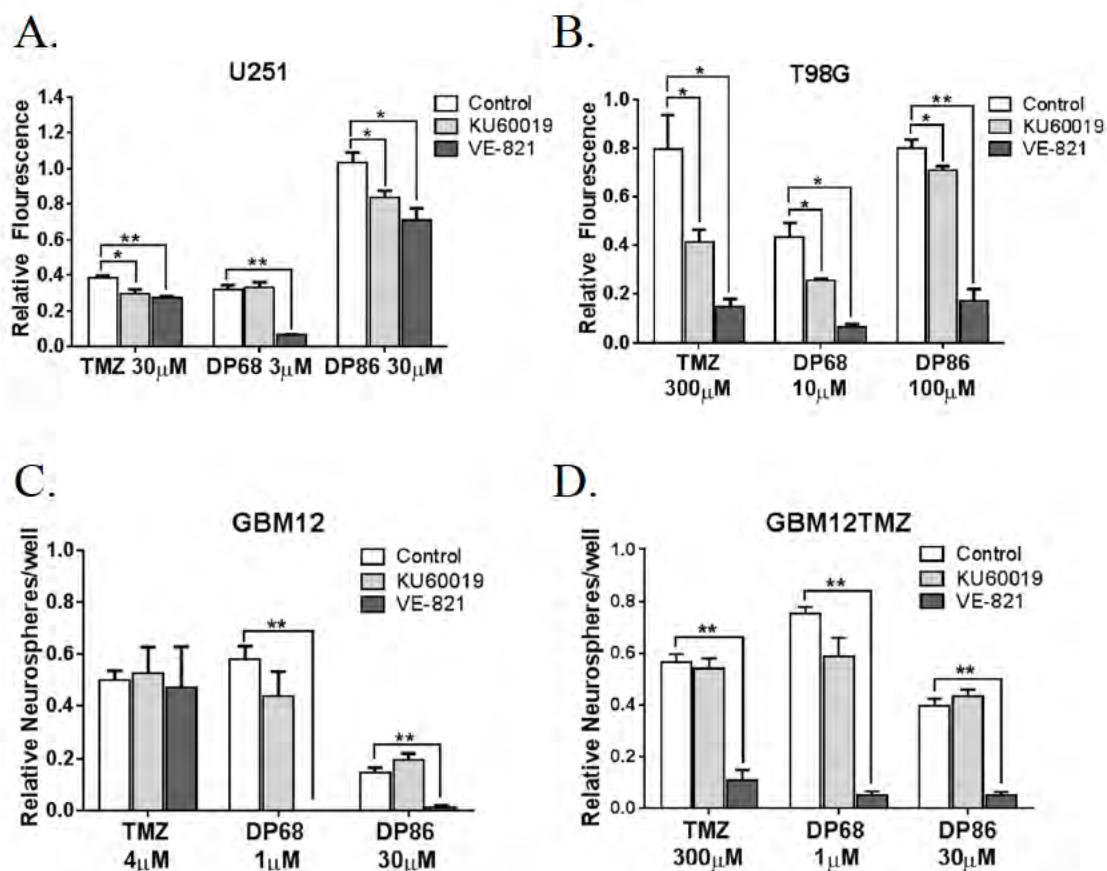 A.
U251
Relative Flourescence
1.4
1.2
1.0
0.8
0.6
0.4
0.2
0.0
Control
KU60019
VE-821
**
*
**
*
*
TMZ 30μM DP68 3μM DP86 30μM
B.
T98G
Relative Flourescence
1.0
0.8
0.6
0.4
0.2
0.0
Control
KU60019
VE-821
*
*
*
*
**
*
TMZ DP68 DP86
300μM 10μM 100μM
C.
GBM12
Relative Neurospheres/well
1.0
0.8
0.6
0.4
0.2
0.0
Control
KU60019
VE-821
**
**
TMZ DP68 DP86
4μM 1μM 30μM
D.
GBM12TMZ
Relative Neurospheres/well
1.0
0.8
0.6
0.4
0.2
0.0
Control
KU60019
VE-821
**
**
**
TMZ DP68 DP86
300μM 1μM 30μM